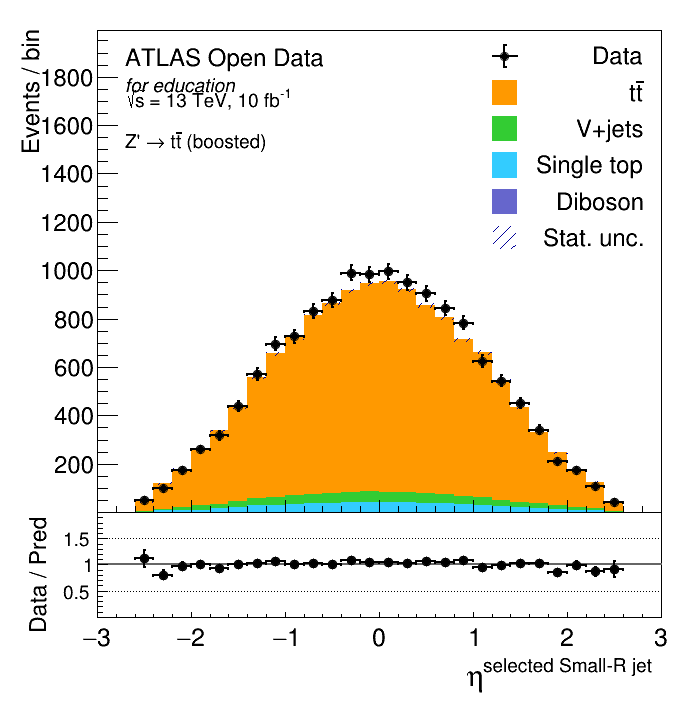 Events / bin
1800
1600
1400
1200
1000
800
600
400
200
ATLAS Open Data
for education
√s = 13 TeV, 10 fb⁻¹
Z' → tt̄ (boosted)
Data
tt̄
V+jets
Single top
Diboson
Stat. unc.
Data / Pred
1.5
1
0.5
−3 −2 −1 0 1 2 3
η^selected Small-R jet